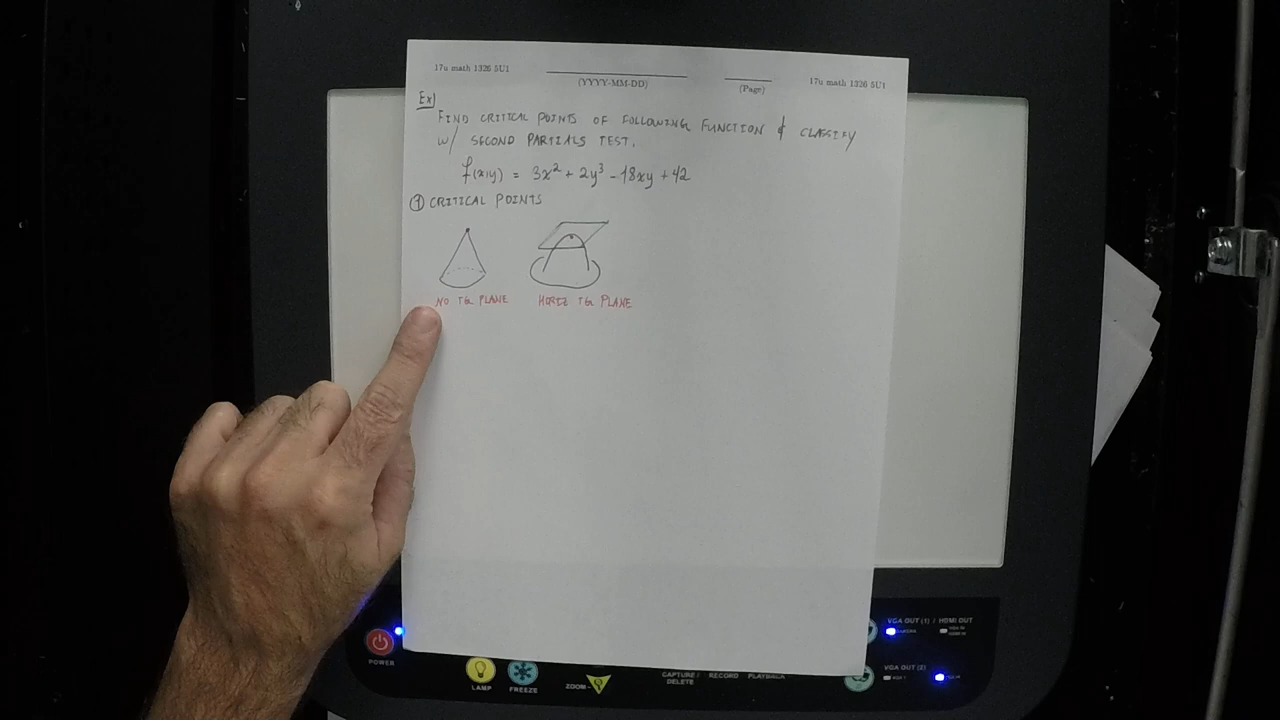 17u math 1326 5U1
(YYYY-MM-DD)
(Page)
17u math 1326 5U1
Ex)
FIND CRITICAL POINTS OF FOLLOWING FUNCTION & CLASSIFY
W/ SECOND PARTIALS TEST.
f(x,y) = 3x² + 2y³ - 18xy + 42
① CRITICAL POINTS
NO TG PLANE
HORIZ TG PLANE
POWER
LAMP
FREEZE
ZOOM
CAPTURE / DELETE
RECORD
PLAYBACK
VGA OUT (1) / HDMI OUT
VGA OUT (2)